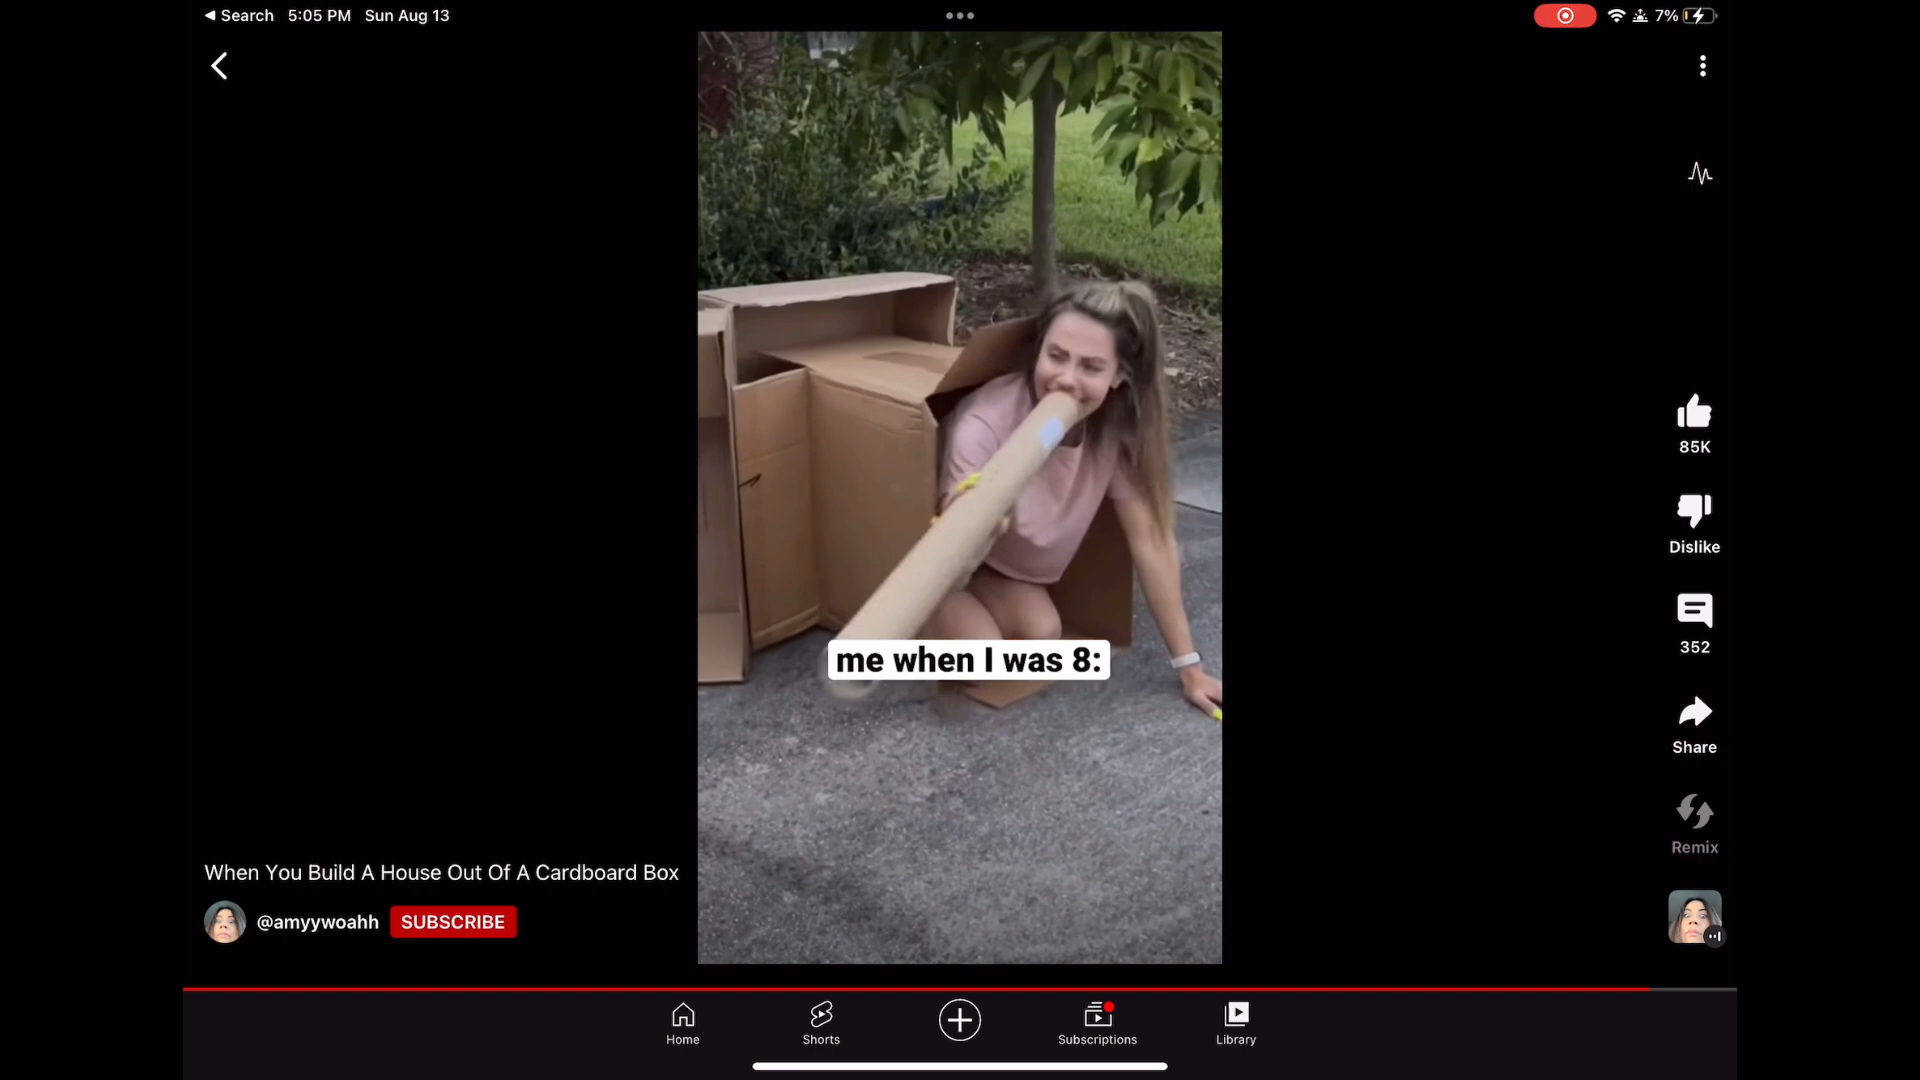 Search 5:05 PM Sun Aug 13
7%
me when I was 8:
85K
Dislike
352
Share
Remix
When You Build A House Out Of A Cardboard Box
@amyywoahh SUBSCRIBE
Home Shorts Subscriptions Library